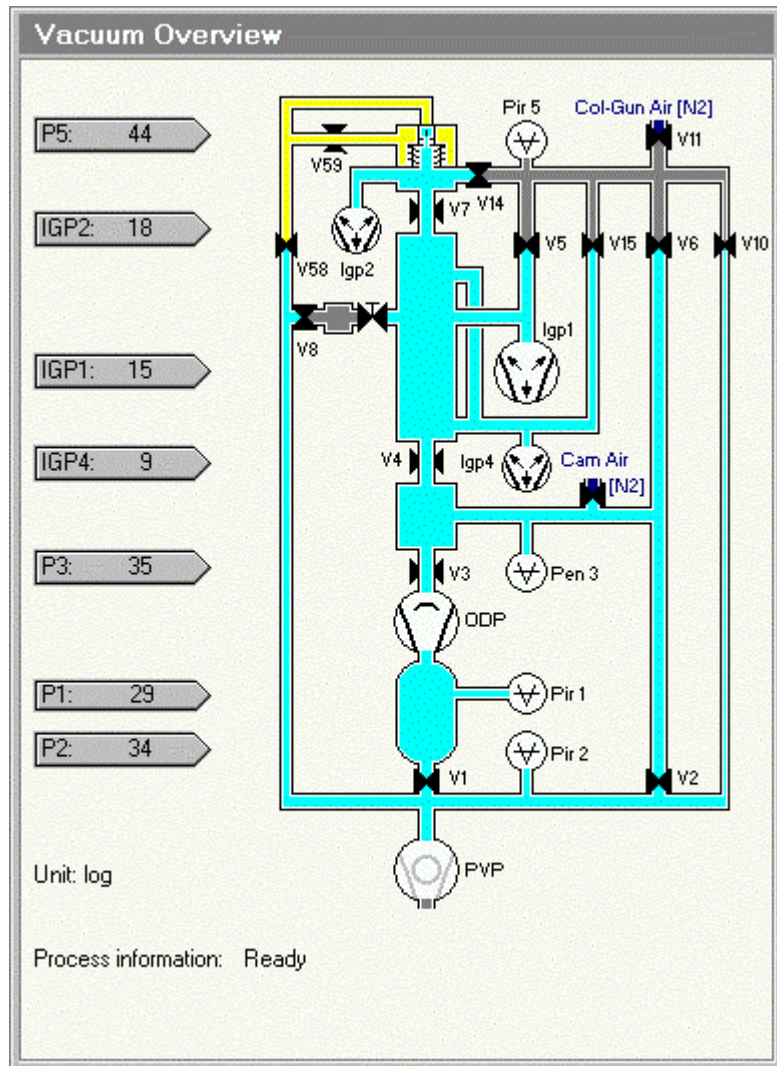 Vacuum Overview
Pir 5
Col-Gun Air [N2]
P5: 44
V11
V59
V14
V7
IGP2: 18
V5
V15
V6
V10
V58
Igp2
Igp1
V8
IGP1: 15
IGP4: 9
V4
Igp4
Cam Air
[N2]
P3: 35
V3
Pen 3
ODP
P1: 29
Pir 1
P2: 34
Pir 2
V1
V2
PVP
Unit: log
Process information: Ready